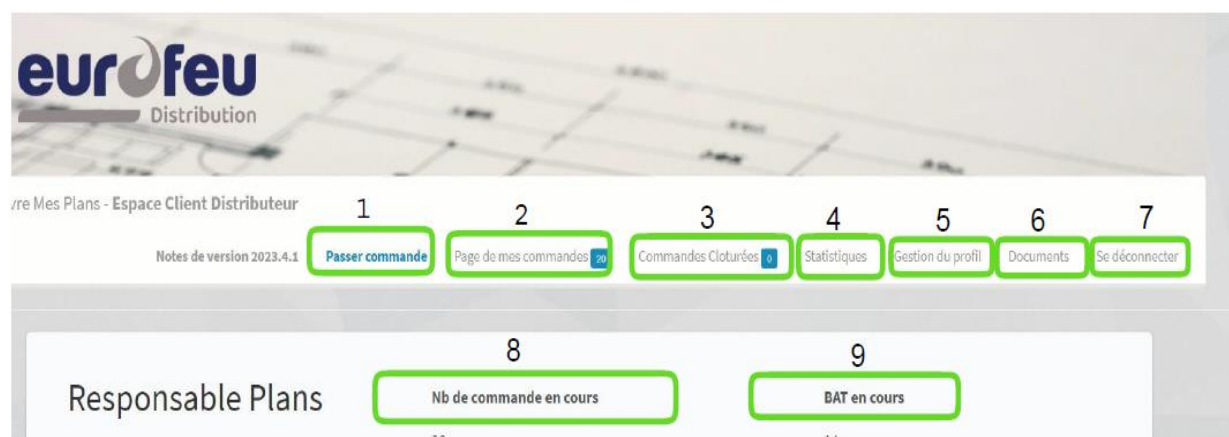 eurofeu
Distribution
Mes Plans - Espace Client Distributeur
1 2 3 4 5 6 7
Notes de version 2023.4.1 Passer commande Page de mes commandes 20 Commandes Cloturées 0 Statistiques Gestion du profil Documents Se déconnecter
8 9
Responsable Plans Nb de commande en cours BAT en cours